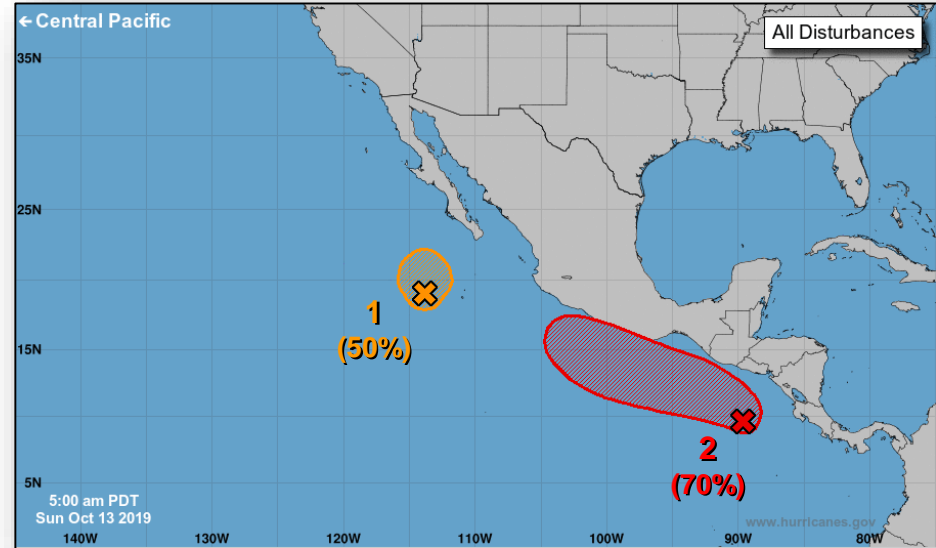 ← Central Pacific
All Disturbances
35N
25N
1
(50%)
15N
2
(70%)
5N
5:00 am PDT
Sun Oct 13 2019
www.hurricanes.gov
140W
130W
120W
110W
100W
90W
80W